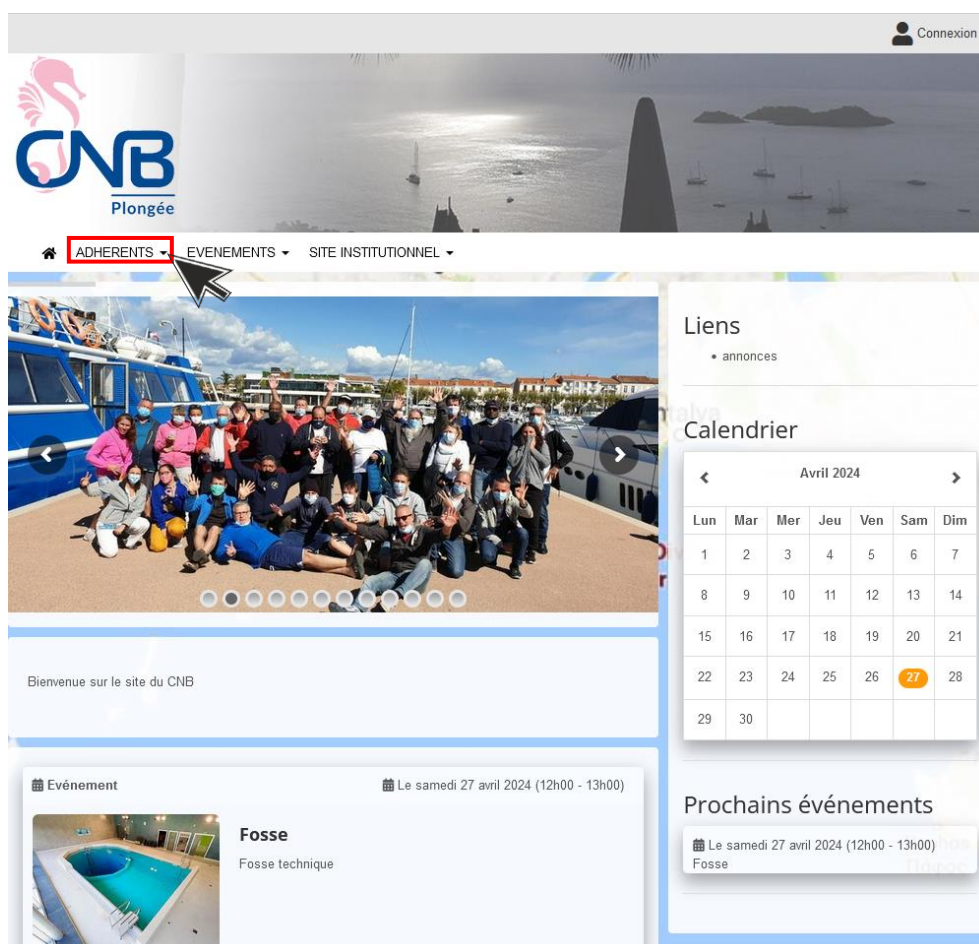 Connexion
CNB
Plongée
ADHERENTS
EVENEMENTS
SITE INSTITUTIONNEL
Liens
• annonces
Calendrier
Avril 2024
Lun Mar Mer Jeu Ven Sam Dim
1 2 3 4 5 6 7
8 9 10 11 12 13 14
15 16 17 18 19 20 21
22 23 24 25 26 27 28
29 30
Bienvenue sur le site du CNB
Evénement
Le samedi 27 avril 2024 (12h00 - 13h00)
Fosse
Fosse technique
Prochains événements
Le samedi 27 avril 2024 (12h00 - 13h00)
Fosse